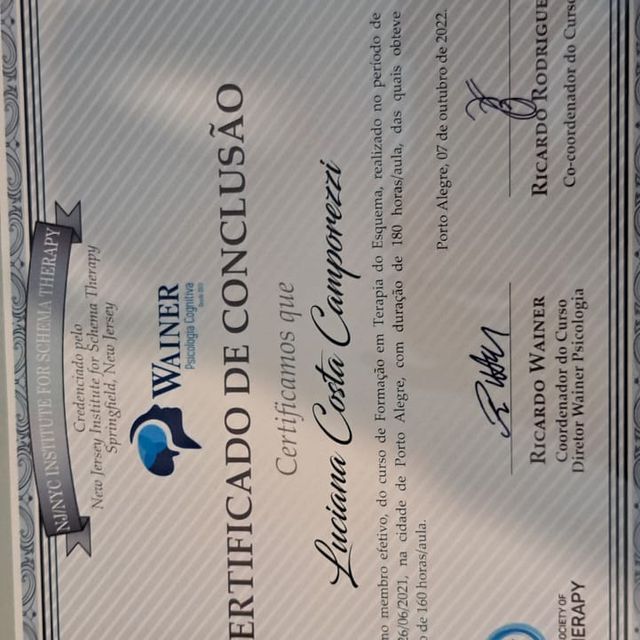 NJ/NYC INSTITUTE FOR SCHEMA THERAPY
Credenciado pelo
New Jersey Institute for Schema Therapy
Springfield, New Jersey
WAINER
Psicologia Cognitiva
ERTIFICADO DE CONCLUSÃO
Certificamos que
Luciana Costa Camporezzi
no membro efetivo, do curso de Formação em Terapia do Esquema, realizado no período de
26/06/2021, na cidade de Porto Alegre, com duração de 180 horas/aula, das quais obteve
o de 160 horas/aula.
Porto Alegre, 07 de outubro de 2022.
RICARDO WAINER
Coordenador do Curso
Diretor Wainer Psicologia
RICARDO RODRIGUE
Co-coordenador do Curso
SOCIETY OF
THERAPY